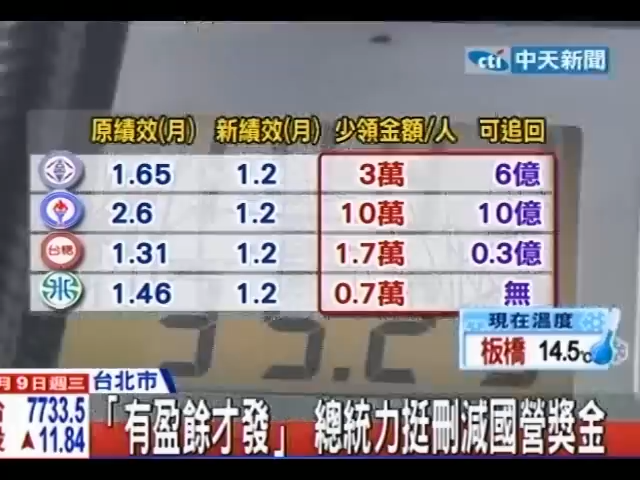 cti 中天新聞
原績效(月) 新績效(月) 少領金額/人 可追回
1.65 1.2 3萬 6億
2.6 1.2 10萬 10億
台糖 1.31 1.2 1.7萬 0.3億
1.46 1.2 0.7萬 無
現在溫度
板橋 14.5℃
月9日週三 台北市
7733.5
▲11.84
「有盈餘才發」 總統力挺刪減國營獎金